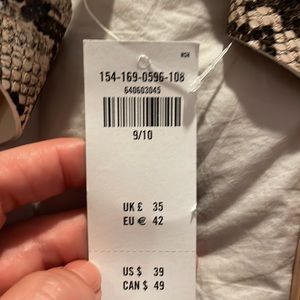 154-169-0596-108
640603045
9/10
UK £ 35
EU € 42
US $ 39
CAN $ 49